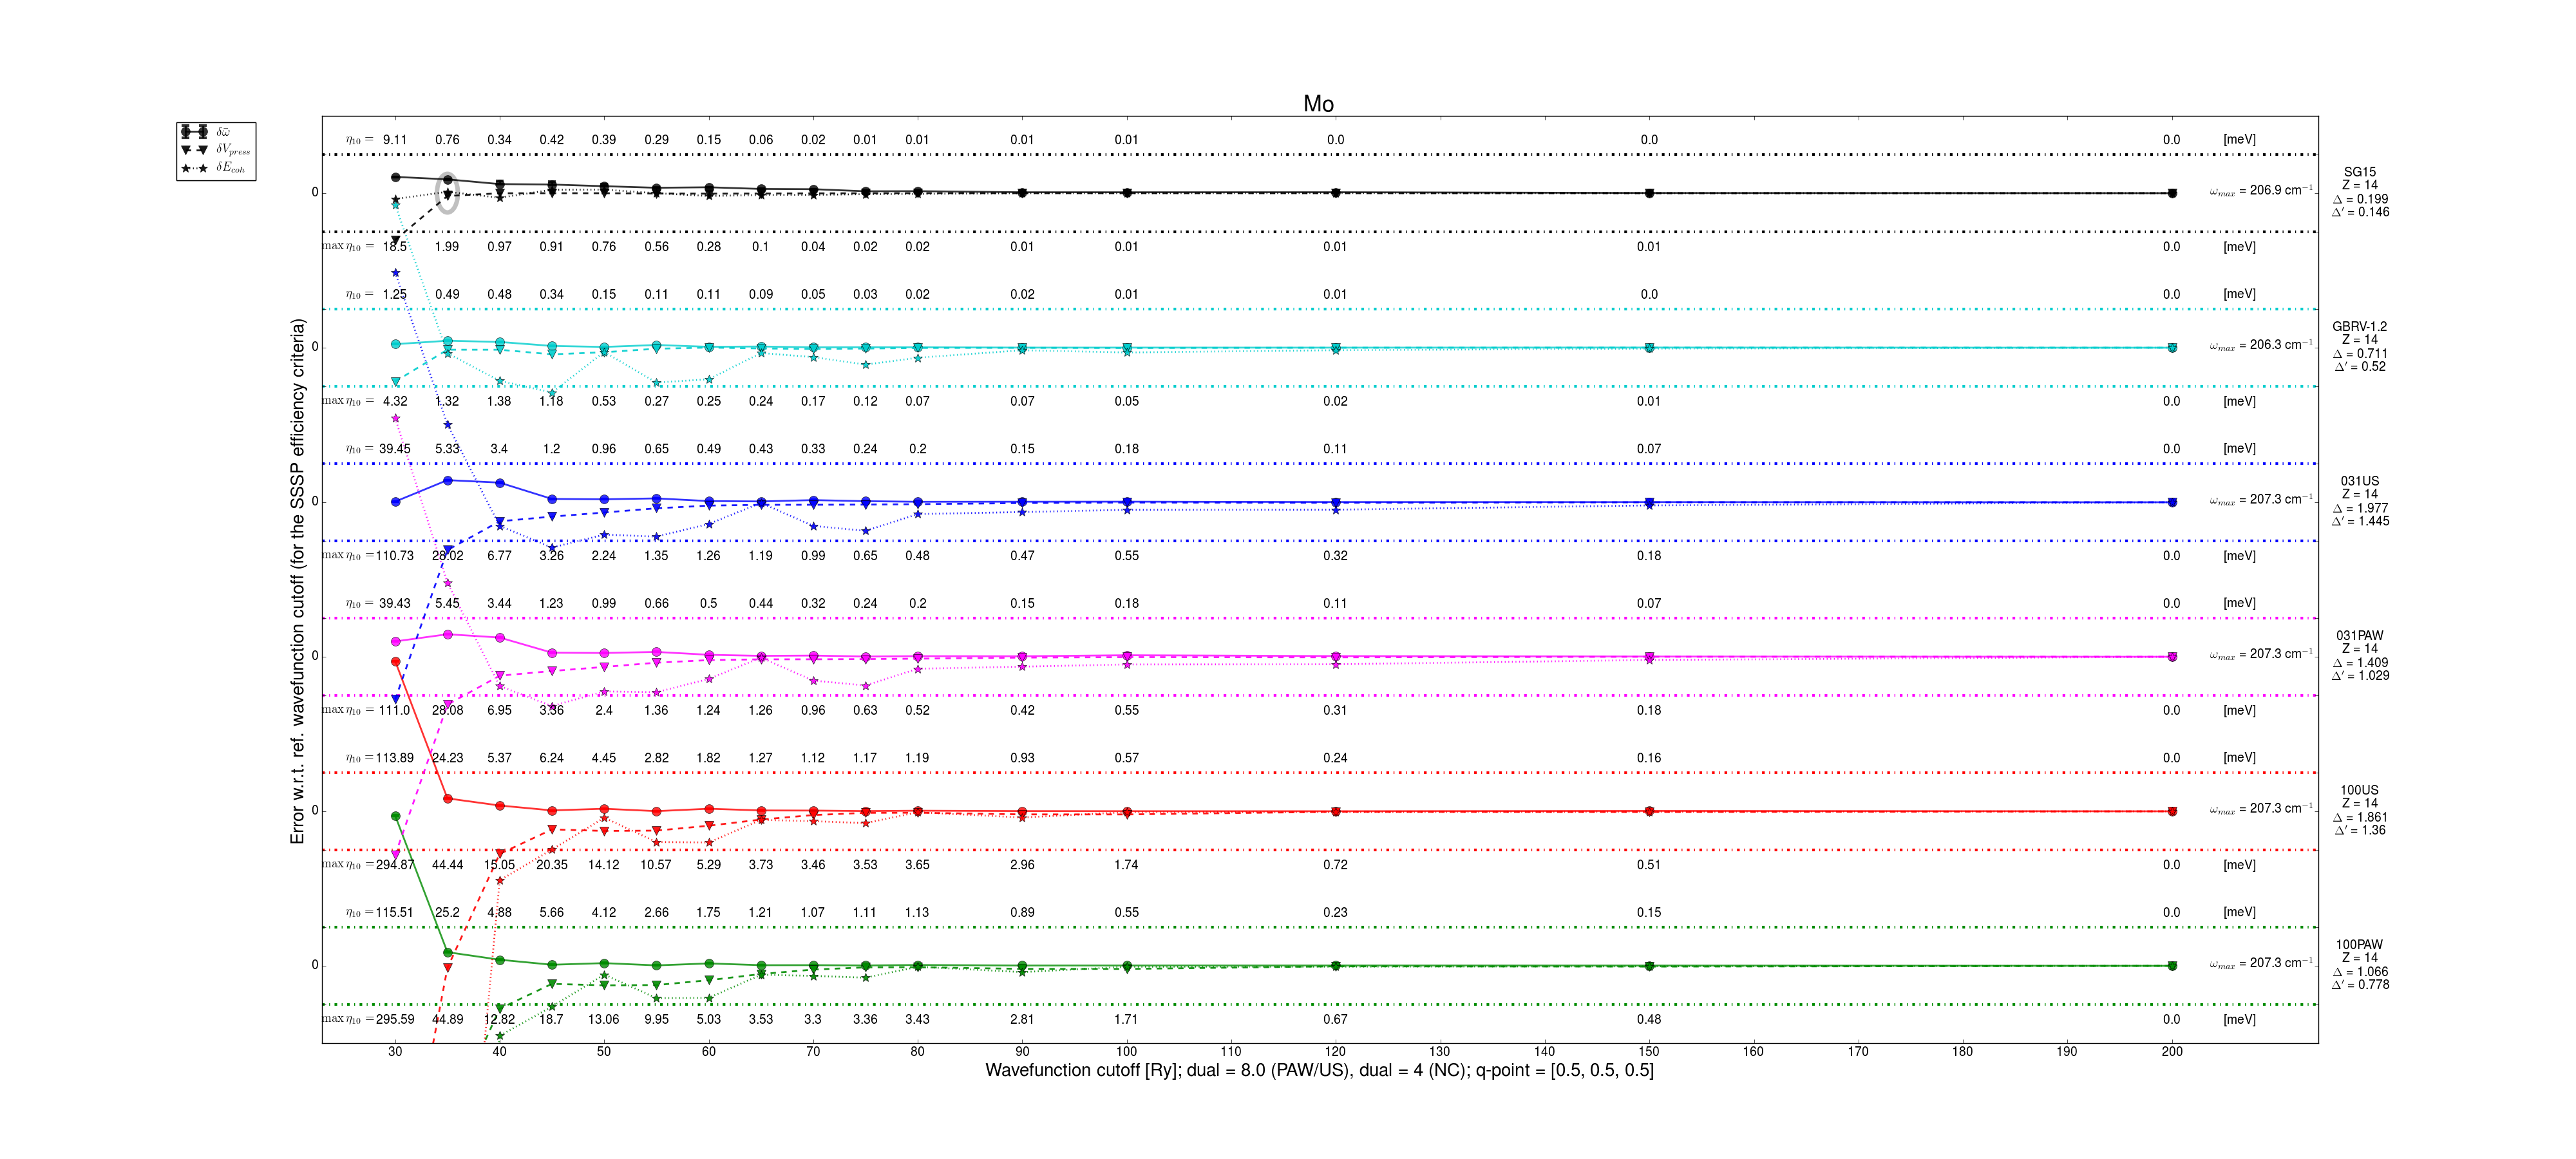 Mo
δω̄
δV_press
δE_coh
Error w.r.t. ref. wavefunction cutoff (for the SSSP efficiency criteria)
η₁₀ = 9.11 0.76 0.34 0.42 0.39 0.29 0.15 0.06 0.02 0.01 0.01 0.01 0.01 0.0 0.0 0.0 [meV]
0 ω_max = 206.9 cm⁻¹
SG15
Z = 14
Δ = 0.199
Δ′ = 0.146
max η₁₀ = 18.5 1.99 0.97 0.91 0.76 0.56 0.28 0.1 0.04 0.02 0.02 0.01 0.01 0.01 0.01 0.0 [meV]
η₁₀ = 1.25 0.49 0.48 0.34 0.15 0.11 0.11 0.09 0.05 0.03 0.02 0.02 0.01 0.01 0.0 0.0 [meV]
0 ω_max = 206.3 cm⁻¹
GBRV-1.2
Z = 14
Δ = 0.711
Δ′ = 0.52
max η₁₀ = 4.32 1.32 1.38 1.18 0.53 0.27 0.25 0.24 0.17 0.12 0.07 0.07 0.05 0.02 0.01 0.0 [meV]
η₁₀ = 39.45 5.33 3.4 1.2 0.96 0.65 0.49 0.43 0.33 0.24 0.2 0.15 0.18 0.11 0.07 0.0 [meV]
0 ω_max = 207.3 cm⁻¹
031US
Z = 14
Δ = 1.977
Δ′ = 1.445
max η₁₀ = 110.73 28.02 6.77 3.26 2.24 1.35 1.26 1.19 0.99 0.65 0.48 0.47 0.55 0.32 0.18 0.0 [meV]
η₁₀ = 39.43 5.45 3.44 1.23 0.99 0.66 0.5 0.44 0.32 0.24 0.2 0.15 0.18 0.11 0.07 0.0 [meV]
0 ω_max = 207.3 cm⁻¹
031PAW
Z = 14
Δ = 1.409
Δ′ = 1.029
max η₁₀ = 111.0 28.08 6.95 3.36 2.4 1.36 1.24 1.26 0.96 0.63 0.52 0.42 0.55 0.31 0.18 0.0 [meV]
η₁₀ = 113.89 24.23 5.37 6.24 4.45 2.82 1.82 1.27 1.12 1.17 1.19 0.93 0.57 0.24 0.16 0.0 [meV]
0 ω_max = 207.3 cm⁻¹
100US
Z = 14
Δ = 1.861
Δ′ = 1.36
max η₁₀ = 294.87 44.44 15.05 20.35 14.12 10.57 5.29 3.73 3.46 3.53 3.65 2.96 1.74 0.72 0.51 0.0 [meV]
η₁₀ = 115.51 25.2 4.88 5.66 4.12 2.66 1.75 1.21 1.07 1.11 1.13 0.89 0.55 0.23 0.15 0.0 [meV]
0 ω_max = 207.3 cm⁻¹
100PAW
Z = 14
Δ = 1.066
Δ′ = 0.778
max η₁₀ = 295.59 44.89 12.82 18.7 13.06 9.95 5.03 3.53 3.3 3.36 3.43 2.81 1.71 0.67 0.48 0.0 [meV]
30 40 50 60 70 80 90 100 110 120 130 140 150 160 170 180 190 200
Wavefunction cutoff [Ry]; dual = 8.0 (PAW/US), dual = 4 (NC); q-point = [0.5, 0.5, 0.5]